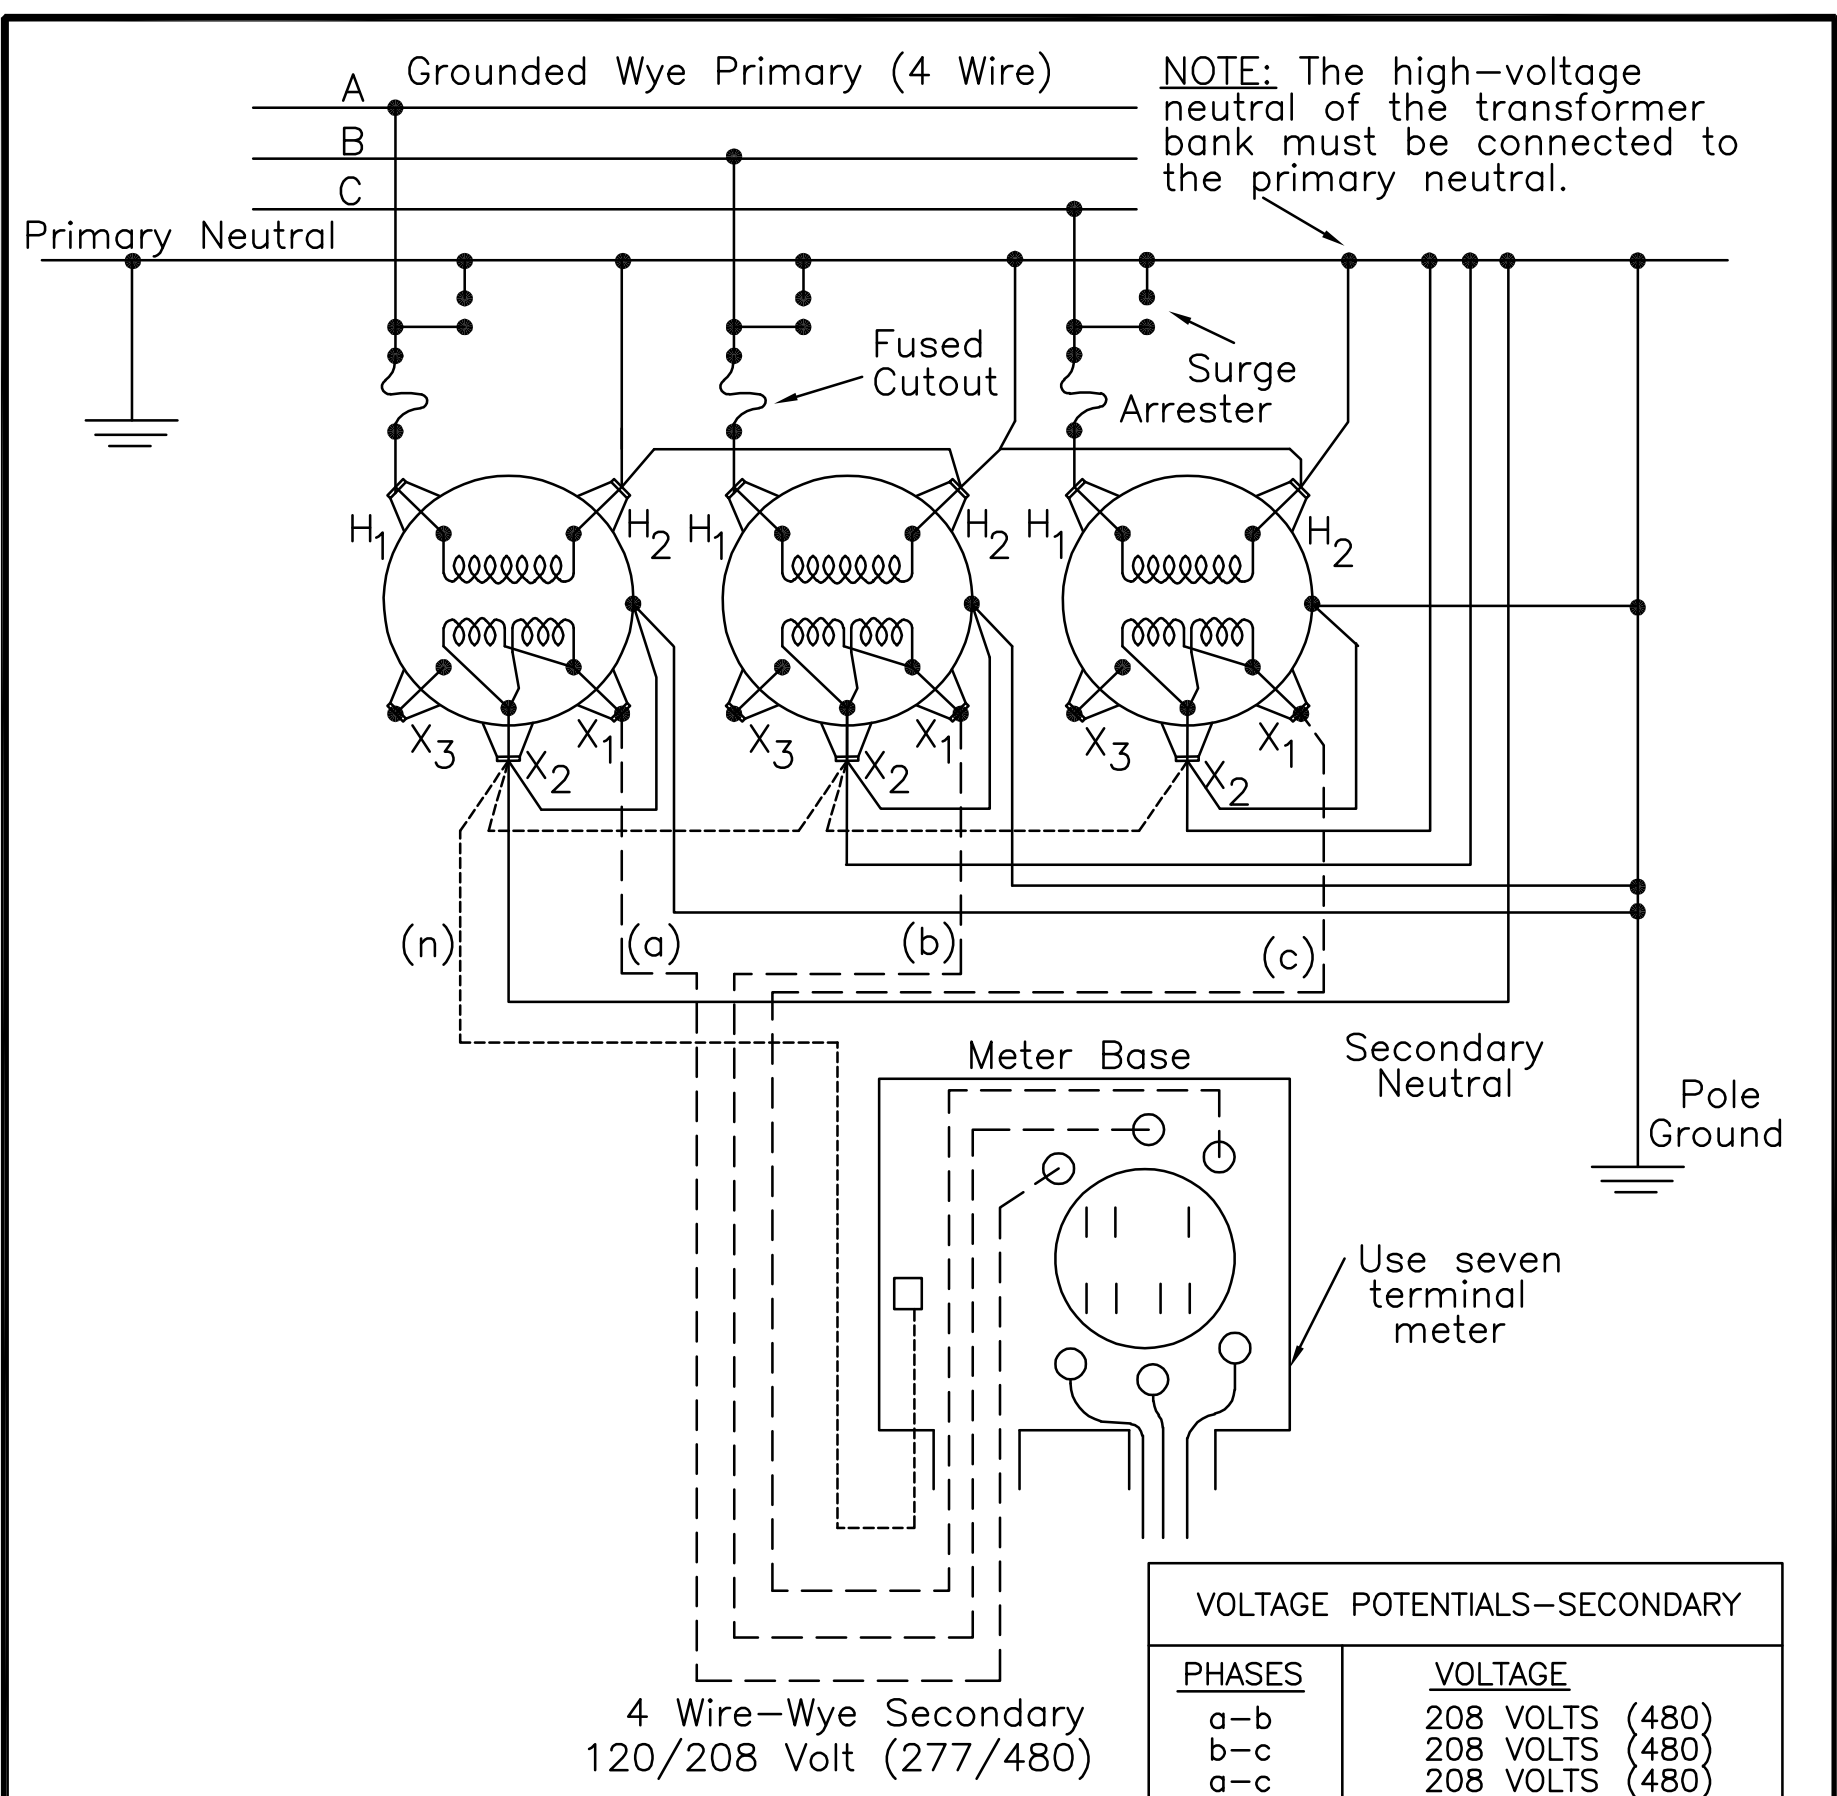 Grounded Wye Primary (4 Wire)
NOTE: The high-voltage
neutral of the transformer
bank must be connected to
the primary neutral.
A
B
C
Primary Neutral
Fused
Cutout
Surge
Arrester
H1
H2
H1
H2
H1
H2
X3
X2
X1
X3
X2
X1
X3
X2
X1
(n)
(a)
(b)
(c)
Meter Base
Secondary
Neutral
Pole
Ground
Use seven
terminal
meter
4 Wire-Wye Secondary
120/208 Volt (277/480)
VOLTAGE POTENTIALS-SECONDARY
PHASES VOLTAGE
a-b 208 VOLTS (480)
b-c 208 VOLTS (480)
a-c 208 VOLTS (480)